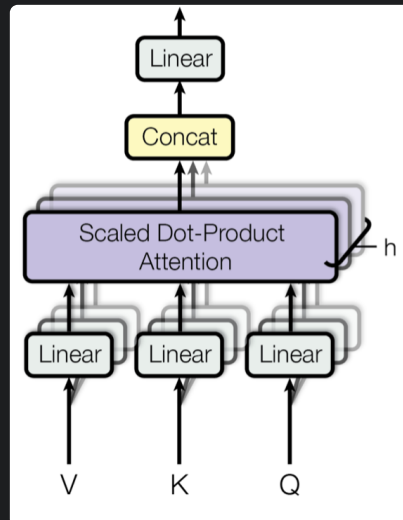 Linear
Concat
Scaled Dot-Product
Attention
h
Linear
Linear
Linear
V
K
Q